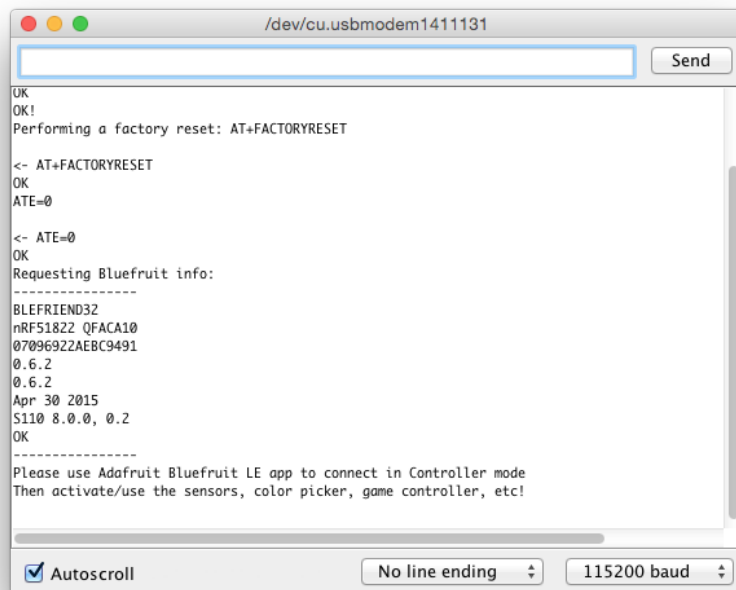 /dev/cu.usbmodem1411131
Send
OK
OK!
Performing a factory reset: AT+FACTORYRESET
<- AT+FACTORYRESET
OK
ATE=0
<- ATE=0
OK
Requesting Bluefruit info:
----------------
BLEFRIEND32
nRF51822 QFACA10
07096922AEBC9491
0.6.2
0.6.2
Apr 30 2015
S110 8.0.0, 0.2
OK
----------------
Please use Adafruit Bluefruit LE app to connect in Controller mode
Then activate/use the sensors, color picker, game controller, etc!
Autoscroll
No line ending
115200 baud